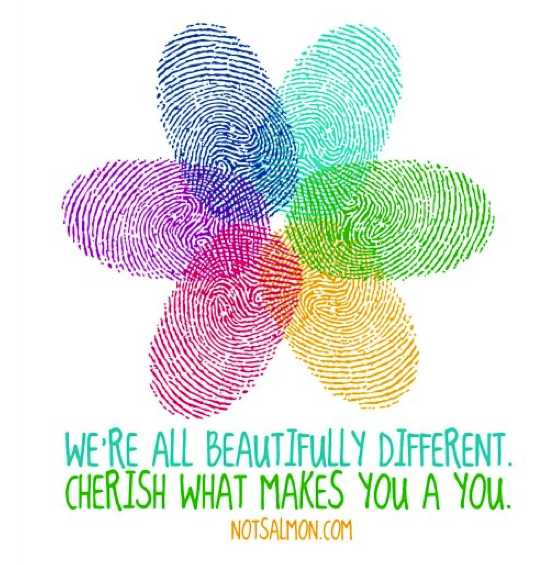 WE'RE ALL BEAUTIFULLY DIFFERENT.
CHERISH WHAT MAKES YOU A YOU.
NOTSALMON.COM